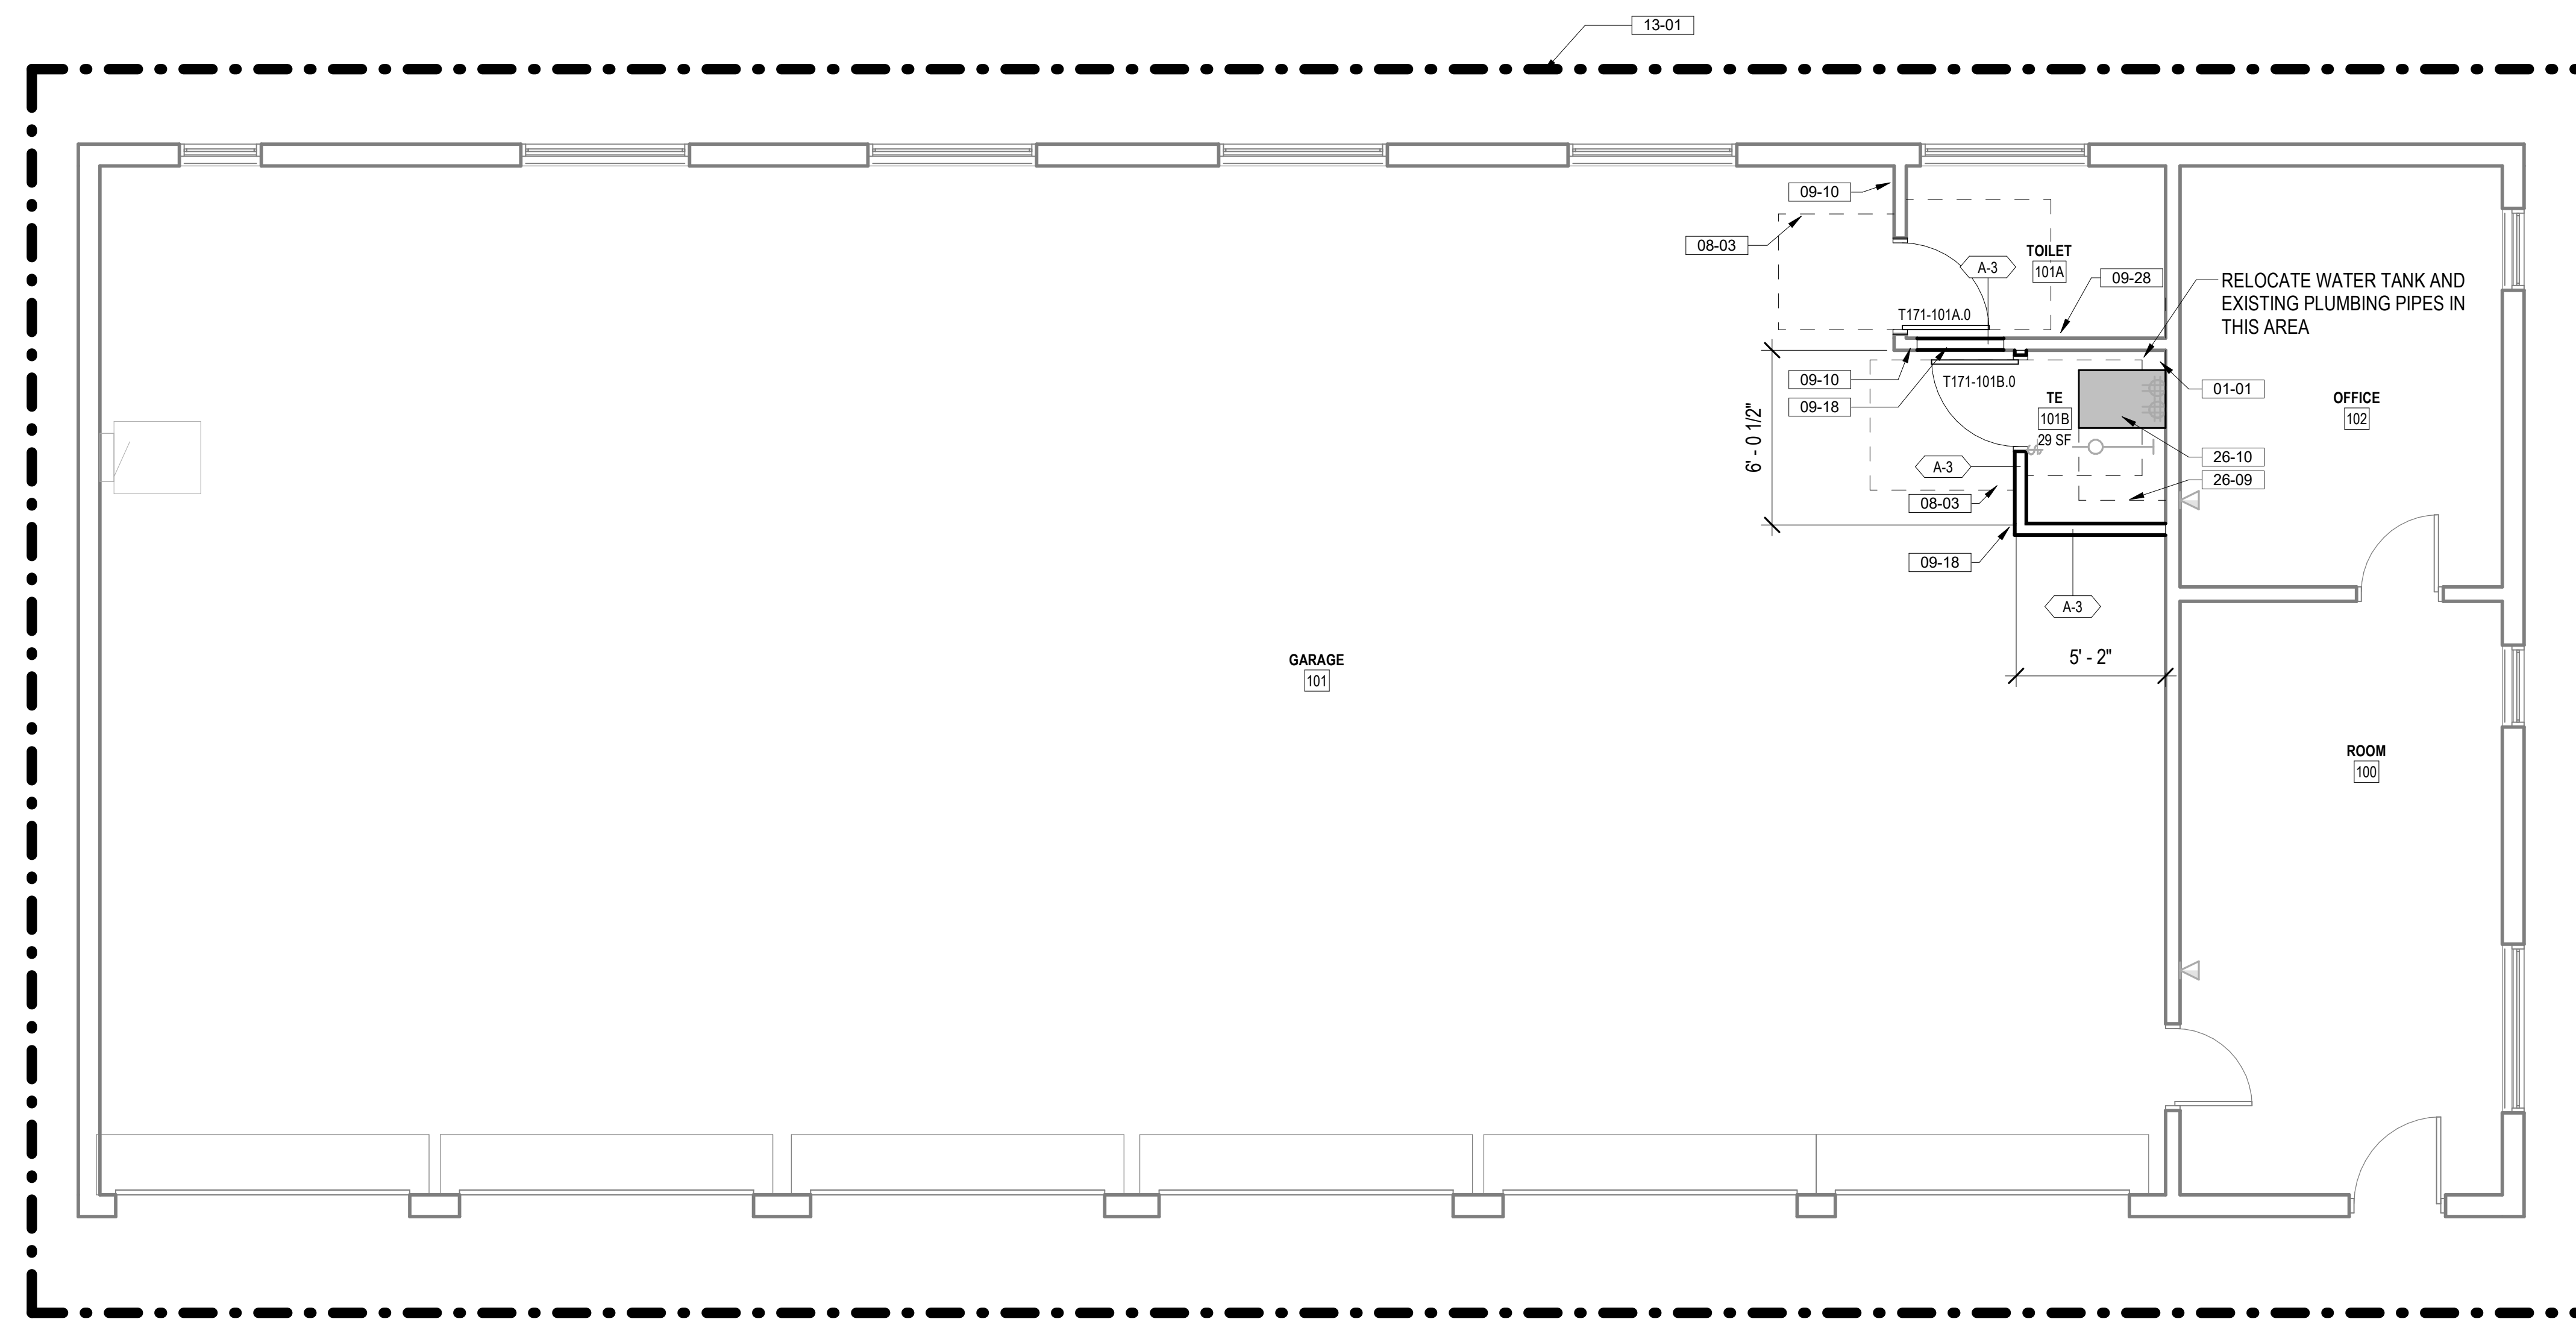 13-01
09-10
08-03
TOILET
101A
A-3
09-28
RELOCATE WATER TANK AND
EXISTING PLUMBING PIPES IN
THIS AREA
T171-101A.0
09-10
T171-101B.0
09-18
01-01
TE
101B
29 SF
OFFICE
102
6' - 0 1/2"
26-10
A-3
26-09
08-03
09-18
A-3
5' - 2"
GARAGE
101
ROOM
100
$